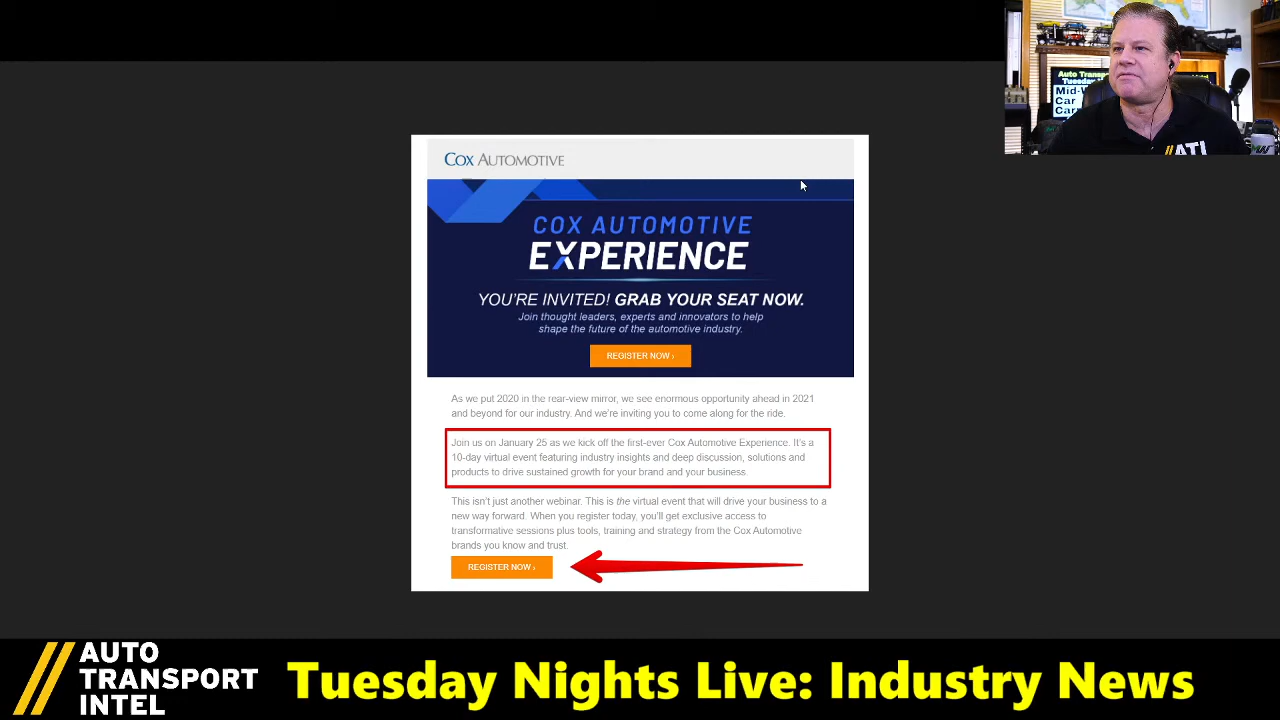 Auto Trans
Tuesday
Mid-W
Car
Car
ATI
COX AUTOMOTIVE
COX AUTOMOTIVE
EXPERIENCE
YOU'RE INVITED! GRAB YOUR SEAT NOW.
Join thought leaders, experts and innovators to help
shape the future of the automotive industry.
REGISTER NOW ›
As we put 2020 in the rear-view mirror, we see enormous opportunity ahead in 2021
and beyond for our industry. And we're inviting you to come along for the ride.
Join us on January 25 as we kick off the first-ever Cox Automotive Experience. It's a
10-day virtual event featuring industry insights and deep discussion, solutions and
products to drive sustained growth for your brand and your business.
This isn't just another webinar. This is the virtual event that will drive your business to a
new way forward. When you register today, you'll get exclusive access to
transformative sessions plus tools, training and strategy from the Cox Automotive
brands you know and trust.
REGISTER NOW ›
AUTO
TRANSPORT
INTEL
Tuesday Nights Live: Industry News